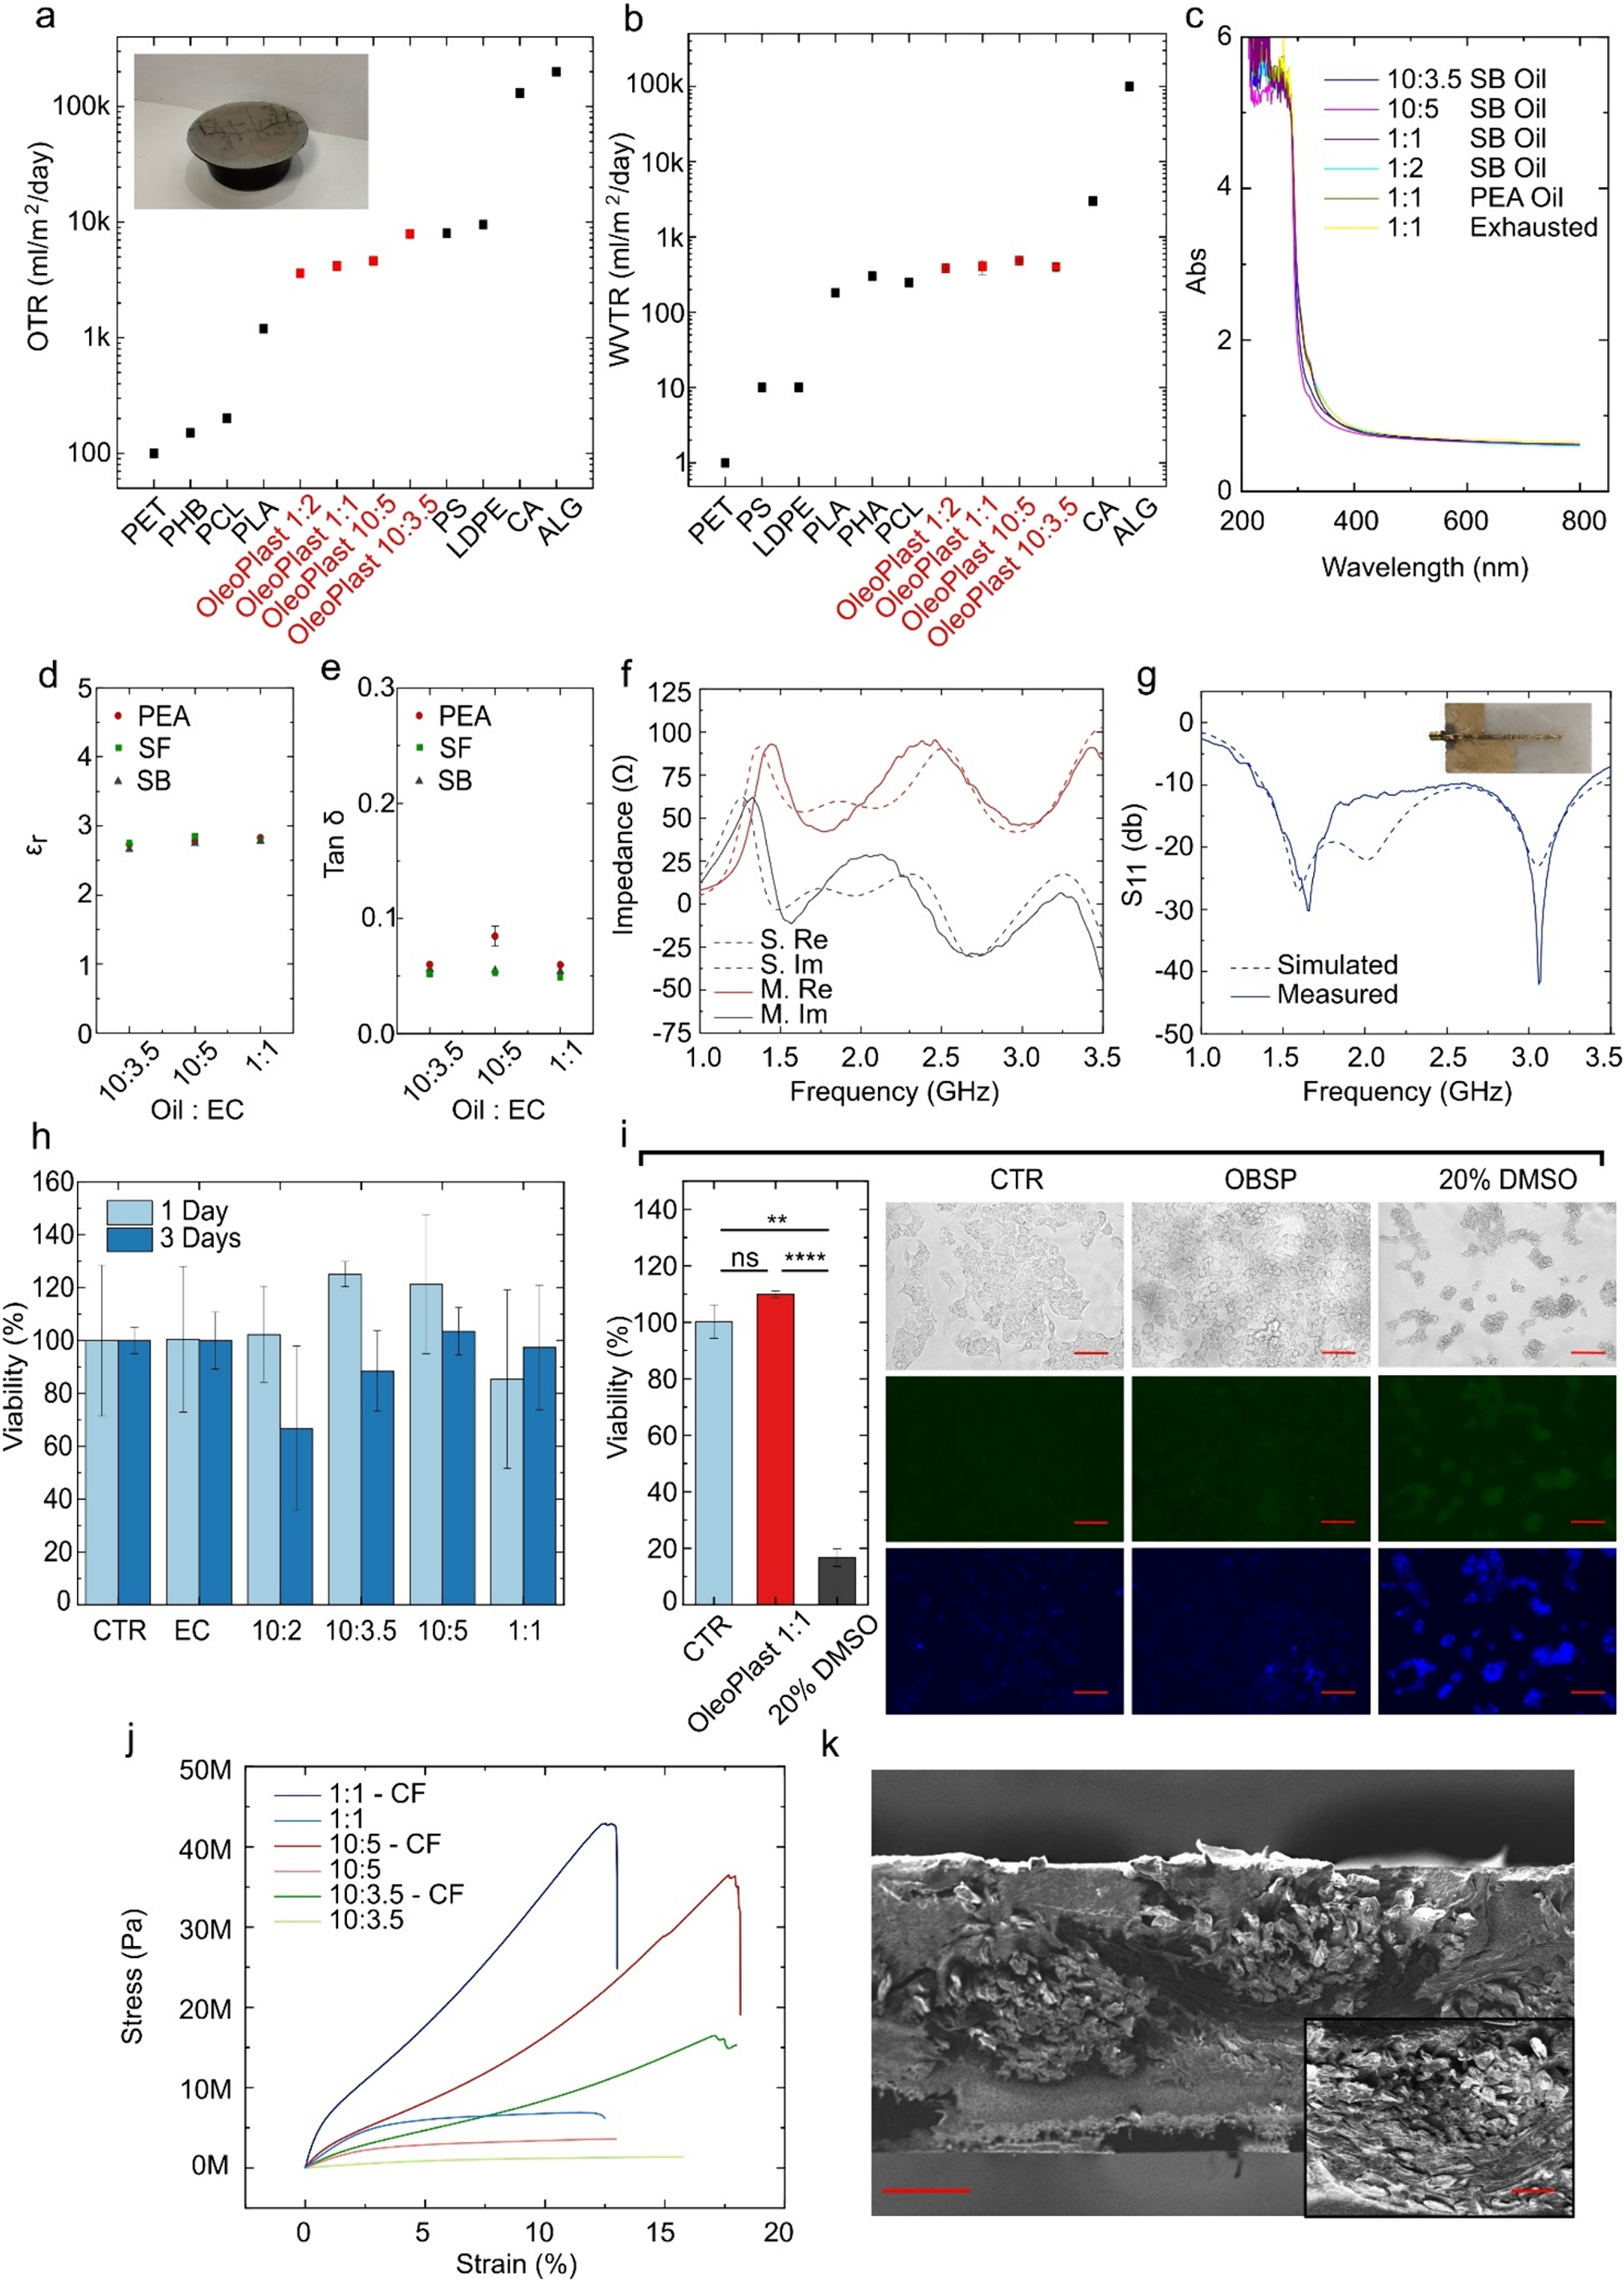 a
OTR (ml/m²/day)
100k
10k
1k
100
PET
PHB
PCL
PLA
OleoPlast 1:2
OleoPlast 1:1
OleoPlast 10:5
OleoPlast 10:3.5
PS
LDPE
CA
ALG
b
WVTR (ml/m²/day)
100k
10k
1k
100
10
1
PET
PS
LDPE
PLA
PHA
PCL
OleoPlast 1:2
OleoPlast 1:1
OleoPlast 10:5
OleoPlast 10:3.5
CA
ALG
c
Abs
6
4
2
0
10:3.5 SB Oil
10:5 SB Oil
1:1 SB Oil
1:2 SB Oil
1:1 PEA Oil
1:1 Exhausted
200 400 600 800
Wavelength (nm)
d
εr
5
4
3
2
1
0
PEA
SF
SB
10:3.5
10:5
1:1
Oil : EC
e
Tan δ
0.3
0.2
0.1
0.0
PEA
SF
SB
10:3.5
10:5
1:1
Oil : EC
f
Impedance (Ω)
125
100
75
50
25
0
-25
-50
-75
S. Re
S. Im
M. Re
M. Im
1.0 1.5 2.0 2.5 3.0 3.5
Frequency (GHz)
g
S11 (db)
0
-10
-20
-30
-40
-50
Simulated
Measured
1.0 1.5 2.0 2.5 3.0 3.5
Frequency (GHz)
h
Viability (%)
160
140
120
100
80
60
40
20
0
1 Day
3 Days
CTR EC 10:2 10:3.5 10:5 1:1
i
Viability (%)
140
120
100
80
60
40
20
0
**
ns ****
CTR
OleoPlast 1:1
20% DMSO
CTR OBSP 20% DMSO
j
Stress (Pa)
50M
40M
30M
20M
10M
0M
1:1 - CF
1:1
10:5 - CF
10:5
10:3.5 - CF
10:3.5
0 5 10 15 20
Strain (%)
k